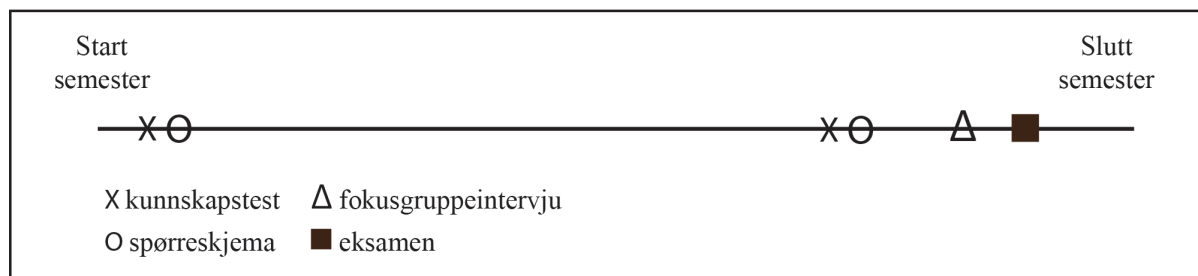 Start
semester
Slutt
semester
X O X O Δ ■
X kunnskapstest Δ fokusgruppeintervju
O spørreskjema ■ eksamen